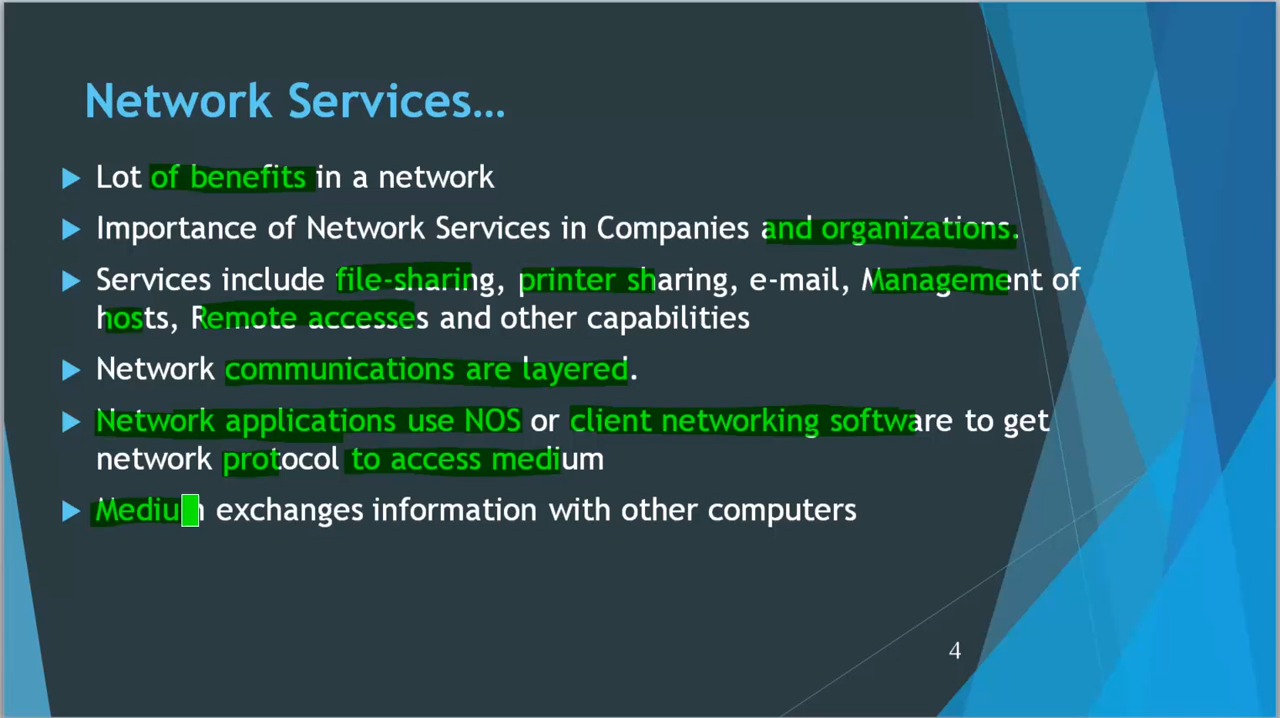 Network Services…
Lot of benefits in a network
Importance of Network Services in Companies and organizations.
Services include file-sharing, printer sharing, e-mail, Management of
hosts, Remote accesses and other capabilities
Network communications are layered.
Network applications use NOS or client networking software to get
network protocol to access medium
Medium exchanges information with other computers
4